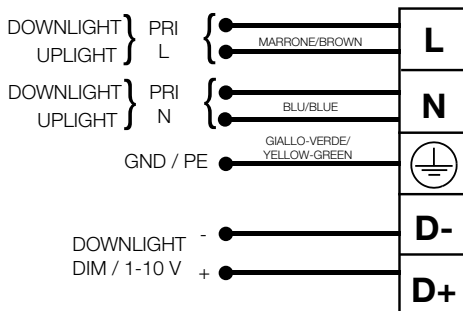 DOWNLIGHT } PRI { L
UPLIGHT L MARRONE/BROWN
DOWNLIGHT } PRI { N
UPLIGHT N BLU/BLUE
GIALLO-VERDE/
YELLOW-GREEN
GND / PE
DOWNLIGHT - D-
DIM / 1-10 V + D+